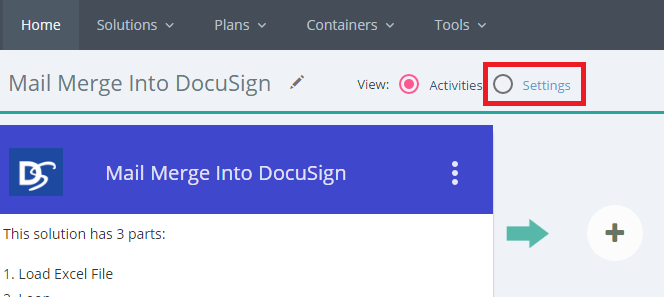 Home Solutions Plans Containers Tools
Mail Merge Into DocuSign View: Activities Settings
DS Mail Merge Into DocuSign
This solution has 3 parts:
1. Load Excel File
2. Loop